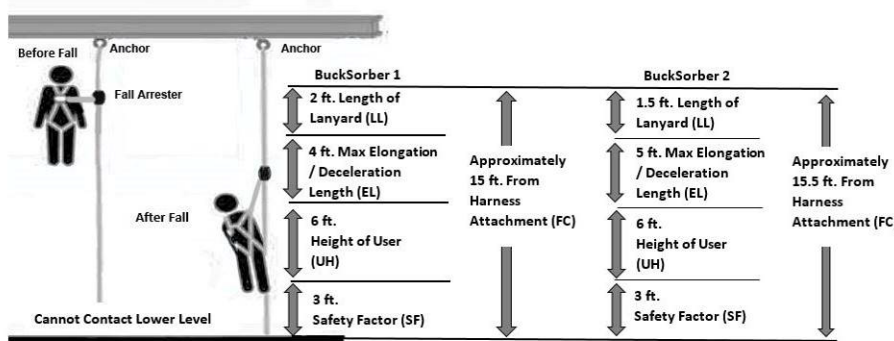 Before Fall
Anchor
Anchor
Fall Arrester
After Fall
Cannot Contact Lower Level
BuckSorber 1
2 ft. Length of
Lanyard (LL)
4 ft. Max Elongation
/ Deceleration
Length (EL)
6 ft.
Height of User
(UH)
3 ft.
Safety Factor (SF)
Approximately
15 ft. From
Harness
Attachment (FC)
BuckSorber 2
1.5 ft. Length of
Lanyard (LL)
5 ft. Max Elongation
/ Deceleration
Length (EL)
6 ft.
Height of User
(UH)
3 ft.
Safety Factor (SF)
Approximately
15.5 ft. From
Harness
Attachment (FC